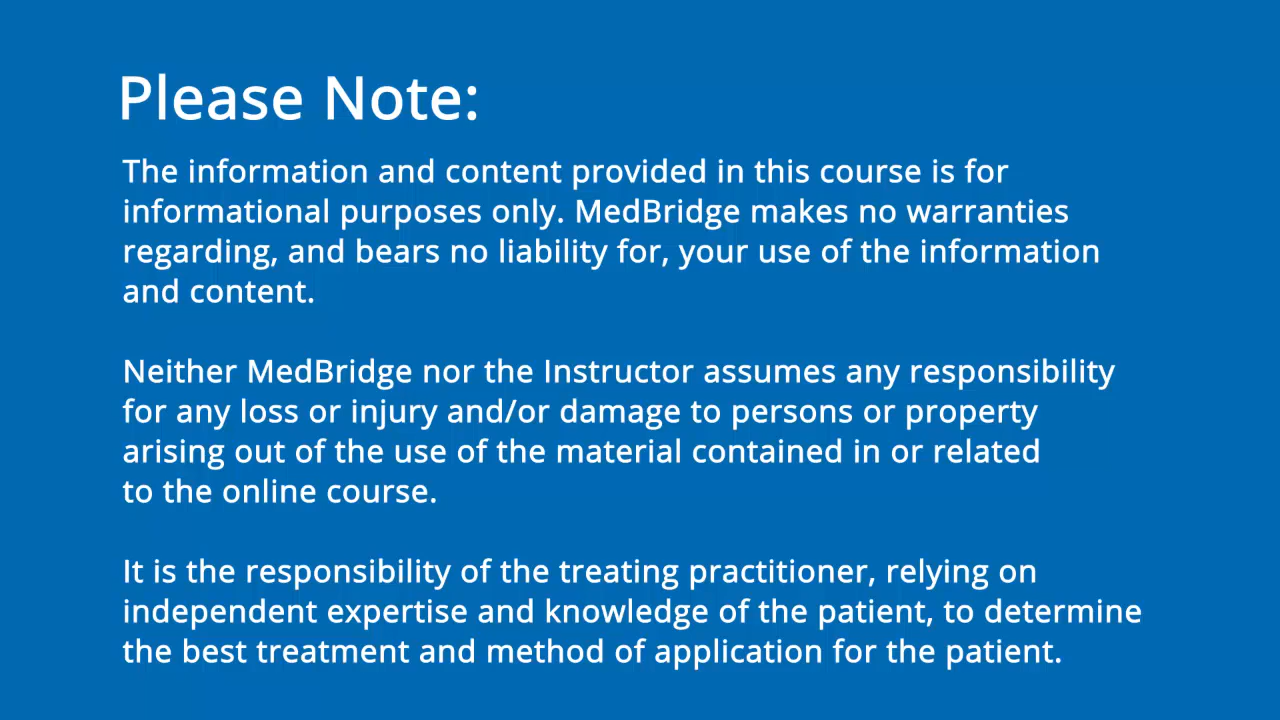 Please Note:
The information and content provided in this course is for
informational purposes only. MedBridge makes no warranties
regarding, and bears no liability for, your use of the information
and content.
Neither MedBridge nor the Instructor assumes any responsibility
for any loss or injury and/or damage to persons or property
arising out of the use of the material contained in or related
to the online course.
It is the responsibility of the treating practitioner, relying on
independent expertise and knowledge of the patient, to determine
the best treatment and method of application for the patient.